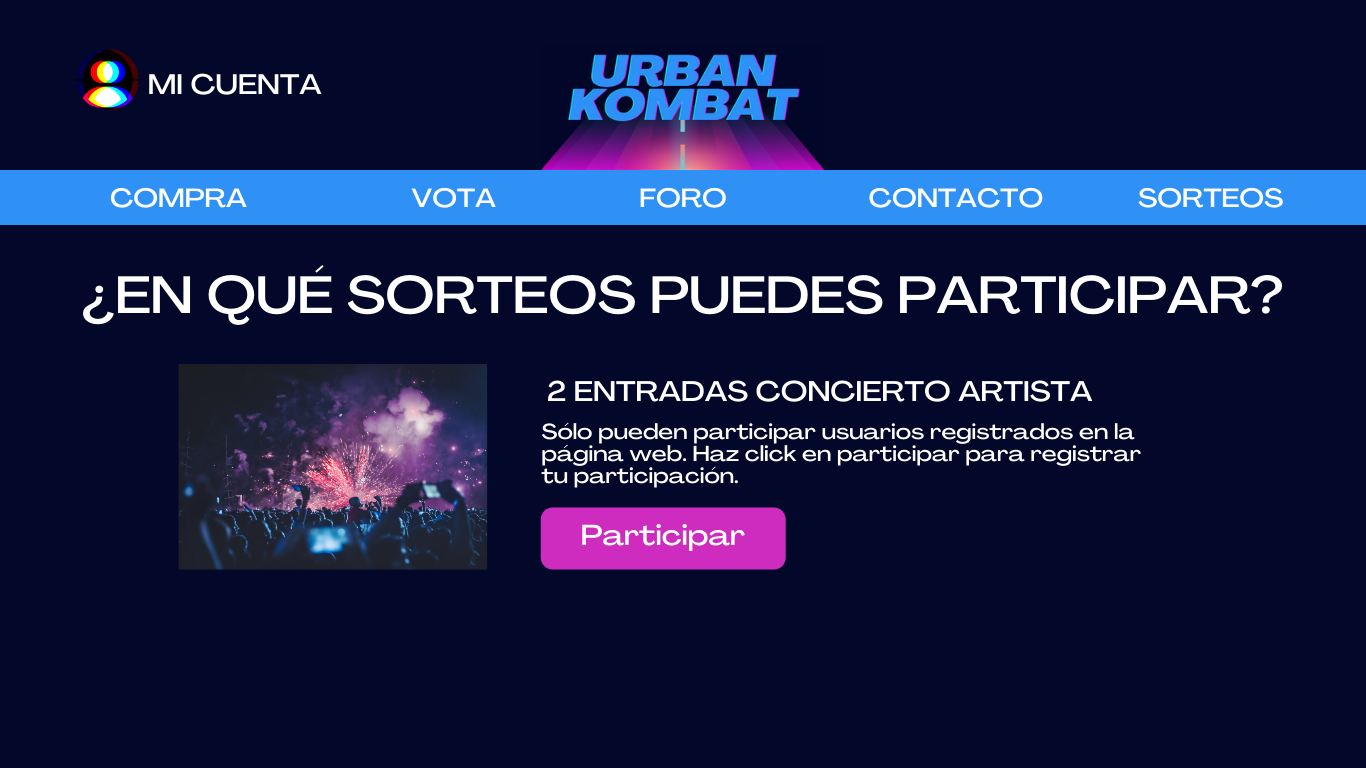 MI CUENTA
URBAN
KOMBAT
COMPRA VOTA FORO CONTACTO SORTEOS
¿EN QUÉ SORTEOS PUEDES PARTICIPAR?
2 ENTRADAS CONCIERTO ARTISTA
Sólo pueden participar usuarios registrados en la
página web. Haz click en participar para registrar
tu participación.
Participar